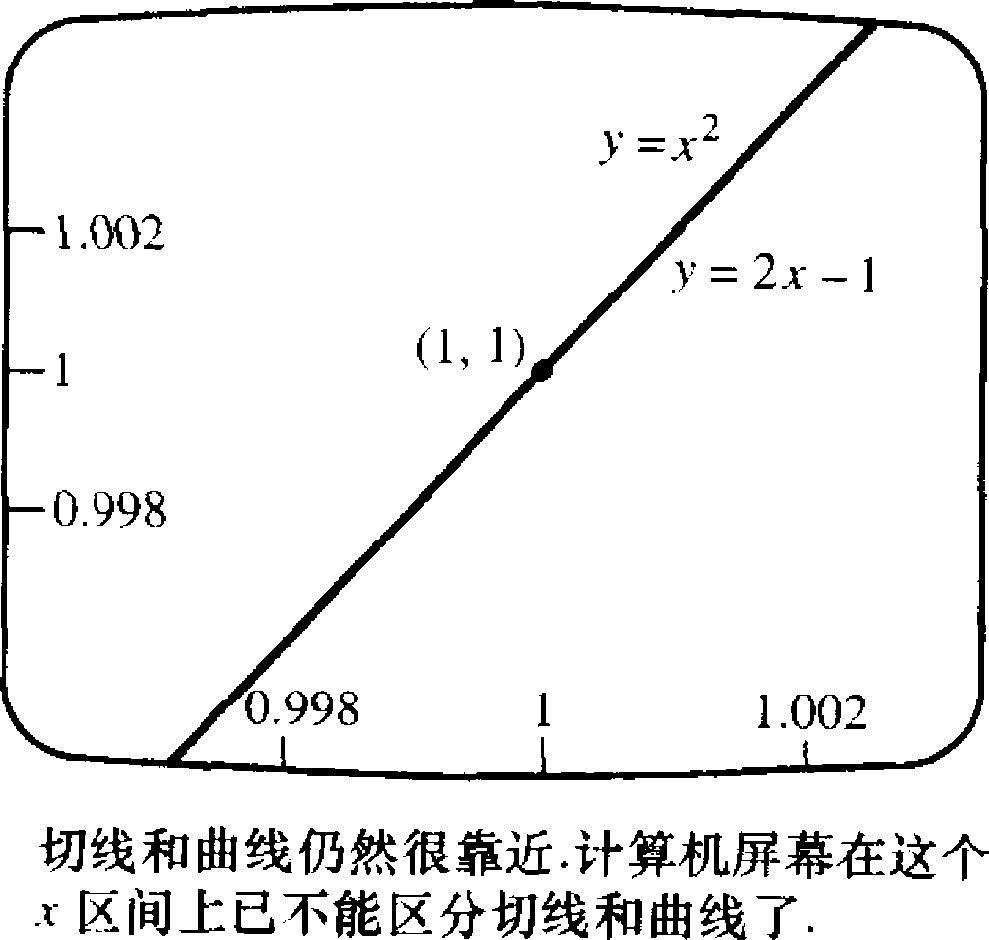 y = x²
1.002
y = 2x − 1
(1, 1)
1
0.998
0.998 1 1.002
切线和曲线仍然很靠近.计算机屏幕在这个
x 区间上已不能区分切线和曲线了.